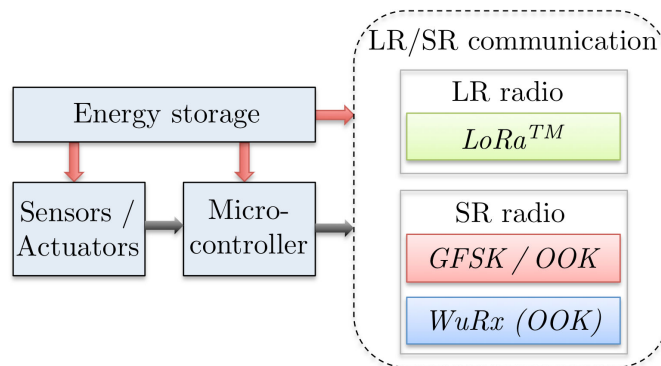 LR/SR communication
Energy storage
LR radio
LoRa™
Sensors /
Actuators
Micro-
controller
SR radio
GFSK / OOK
WuRx (OOK)